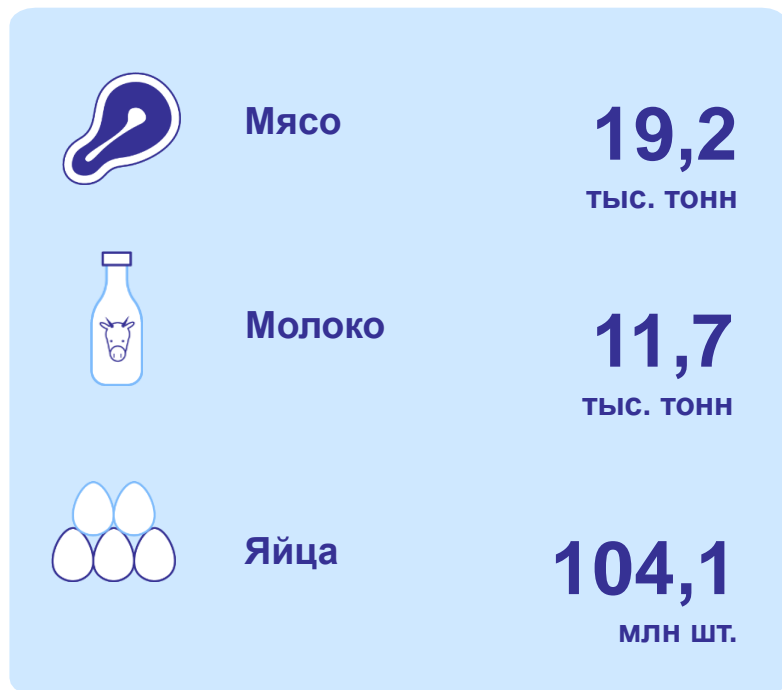 Мясо
19,2
тыс. тонн
Молоко
11,7
тыс. тонн
Яйца
104,1
млн шт.